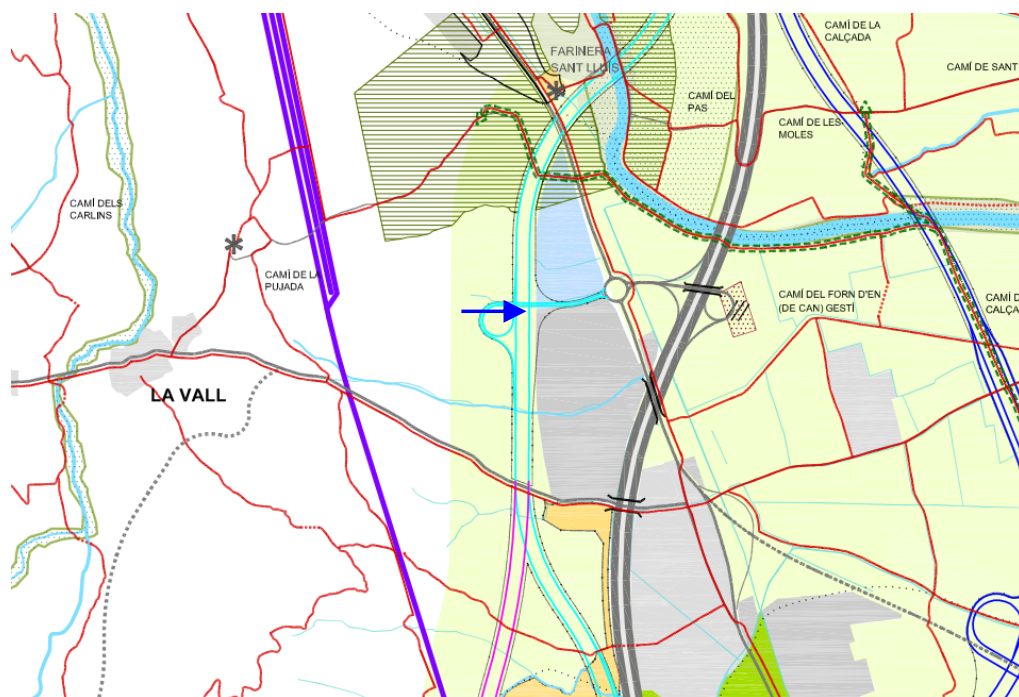 CAMÍ DE LA
CALÇADA
FARINERA
SANT LLUÍS
CAMÍ DE SANT
CAMÍ DEL
PAS
CAMÍ DE LES
MOLES
CAMÍ DELS
CARLINS
CAMÍ DE LA
PUJADA
CAMÍ DEL FORN D'EN
(DE CAN) GESTÍ
CAMÍ D
CALÇA
LA VALL